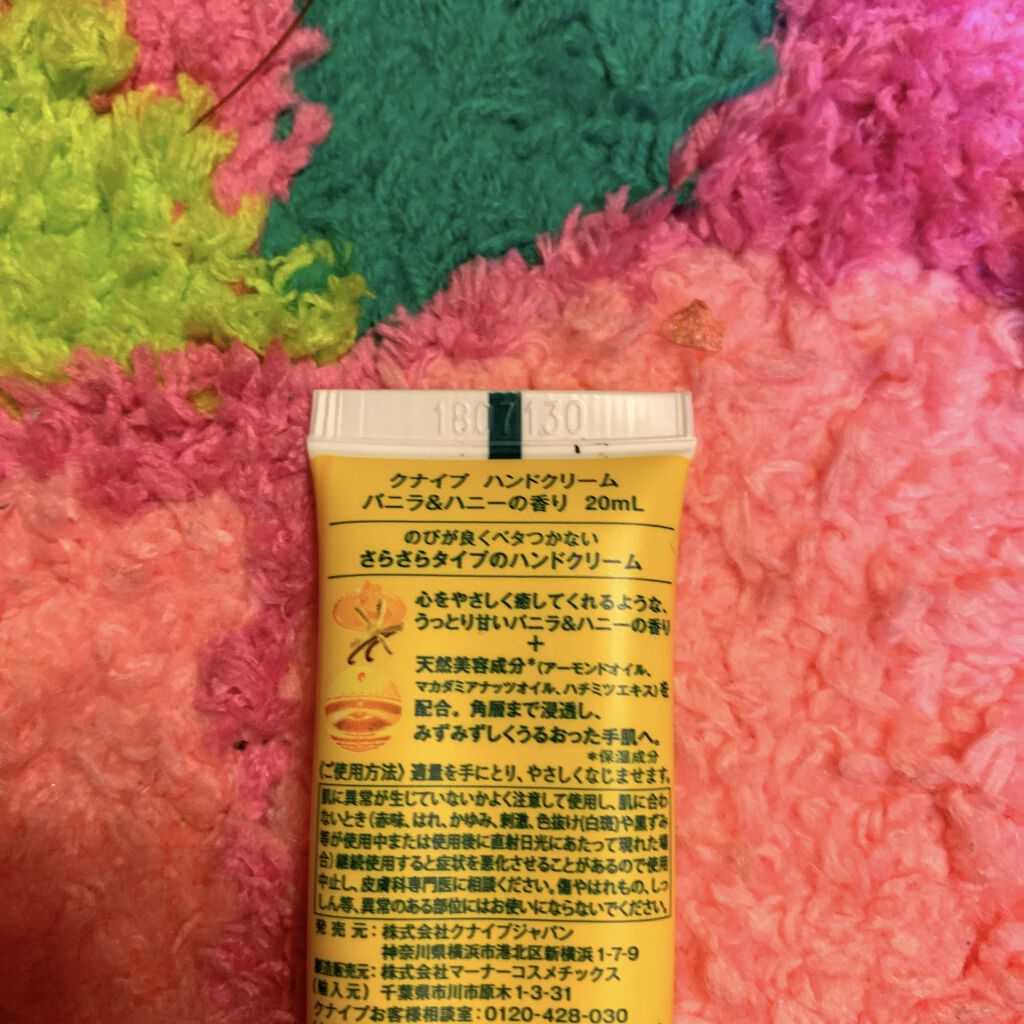 1807130
クナイプ ハンドクリーム
バニラ&ハニーの香り 20mL
のびが良くベタつかない
さらさらタイプのハンドクリーム
心をやさしく癒してくれるような、
うっとり甘いバニラ&ハニーの香り
+
天然美容成分*(アーモンドオイル、
マカダミアナッツオイル、ハチミツエキス)を
配合。角層まで浸透し、
みずみずしくうるおった手肌へ。
*保湿成分
〈ご使用方法〉適量を手にとり、やさしくなじませます。
肌に異常が生じていないかよく注意して使用し、肌に合わ
ないとき(赤味、はれ、かゆみ、刺激、色抜け(白斑)や黒ずみ
等が使用中または使用後に直射日光にあたって現れた場
合)継続使用すると症状を悪化させることがあるので使用
中止し、皮膚科専門医に相談ください。傷やはれもの、しっ
しん等、異常のある部位にはお使いにならないでください。
発売元:株式会社クナイプジャパン
神奈川県横浜市港北区新横浜1-7-9
製造販売元:株式会社マーナーコスメチックス
(輸入元) 千葉県市川市原木1-3-31
クナイプお客様相談室:0120-428-030